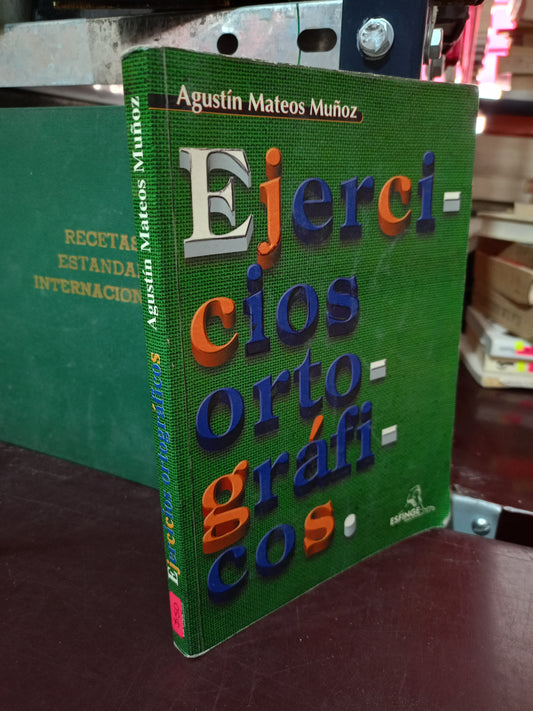 Agustín Mateos Muñoz
Ejerci-
cios
orto-
gráfi-
cos.
ESFINGE
Ejercicios ortográficos Agustín Mateos Muñoz
RECETAS
ESTANDAR
INTERNACION